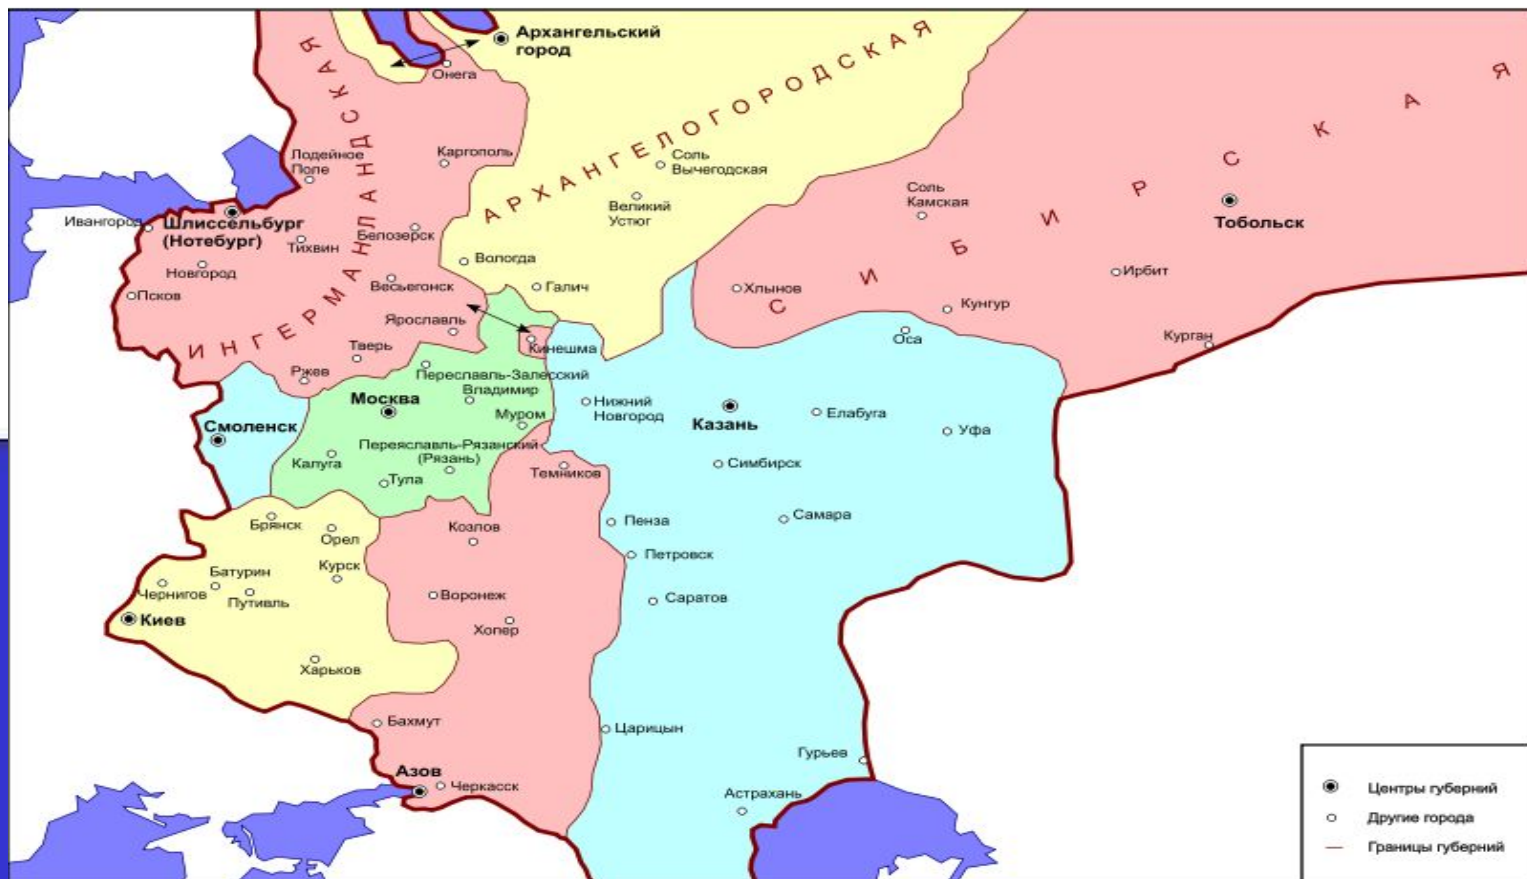 Архангельский
город
Онега
ИНГЕРМАНЛАНДСКАЯ
АРХАНГЕЛОГОРОДСКАЯ
СИБИРСКАЯ
Лодейное
Поле
Каргополь
Соль
Вычегодская
Великий
Устюг
Соль
Камская
Тобольск
Ивангород
Шлиссельбург
(Нотебург)
Тихвин
Белозерск
Новгород
Вологда
Псков
Весьегонск
Галич
Хлынов
Ирбит
Кунгур
Ярославль
Кинешма
Оса
Курган
Тверь
Ржев
Переславль-Залесский
Владимир
Москва
Муром
Нижний
Новгород
Казань
Елабуга
Уфа
Смоленск
Калуга
Переяславль-Рязанский
(Рязань)
Тула
Темников
Симбирск
Брянск
Орел
Козлов
Пенза
Самара
Петровск
Батурин
Курск
Чернигов
Путивль
Воронеж
Саратов
Киев
Хопер
Харьков
Бахмут
Царицын
Гурьев
Азов
Черкасск
Астрахань
Центры губерний
Другие города
Границы губерний